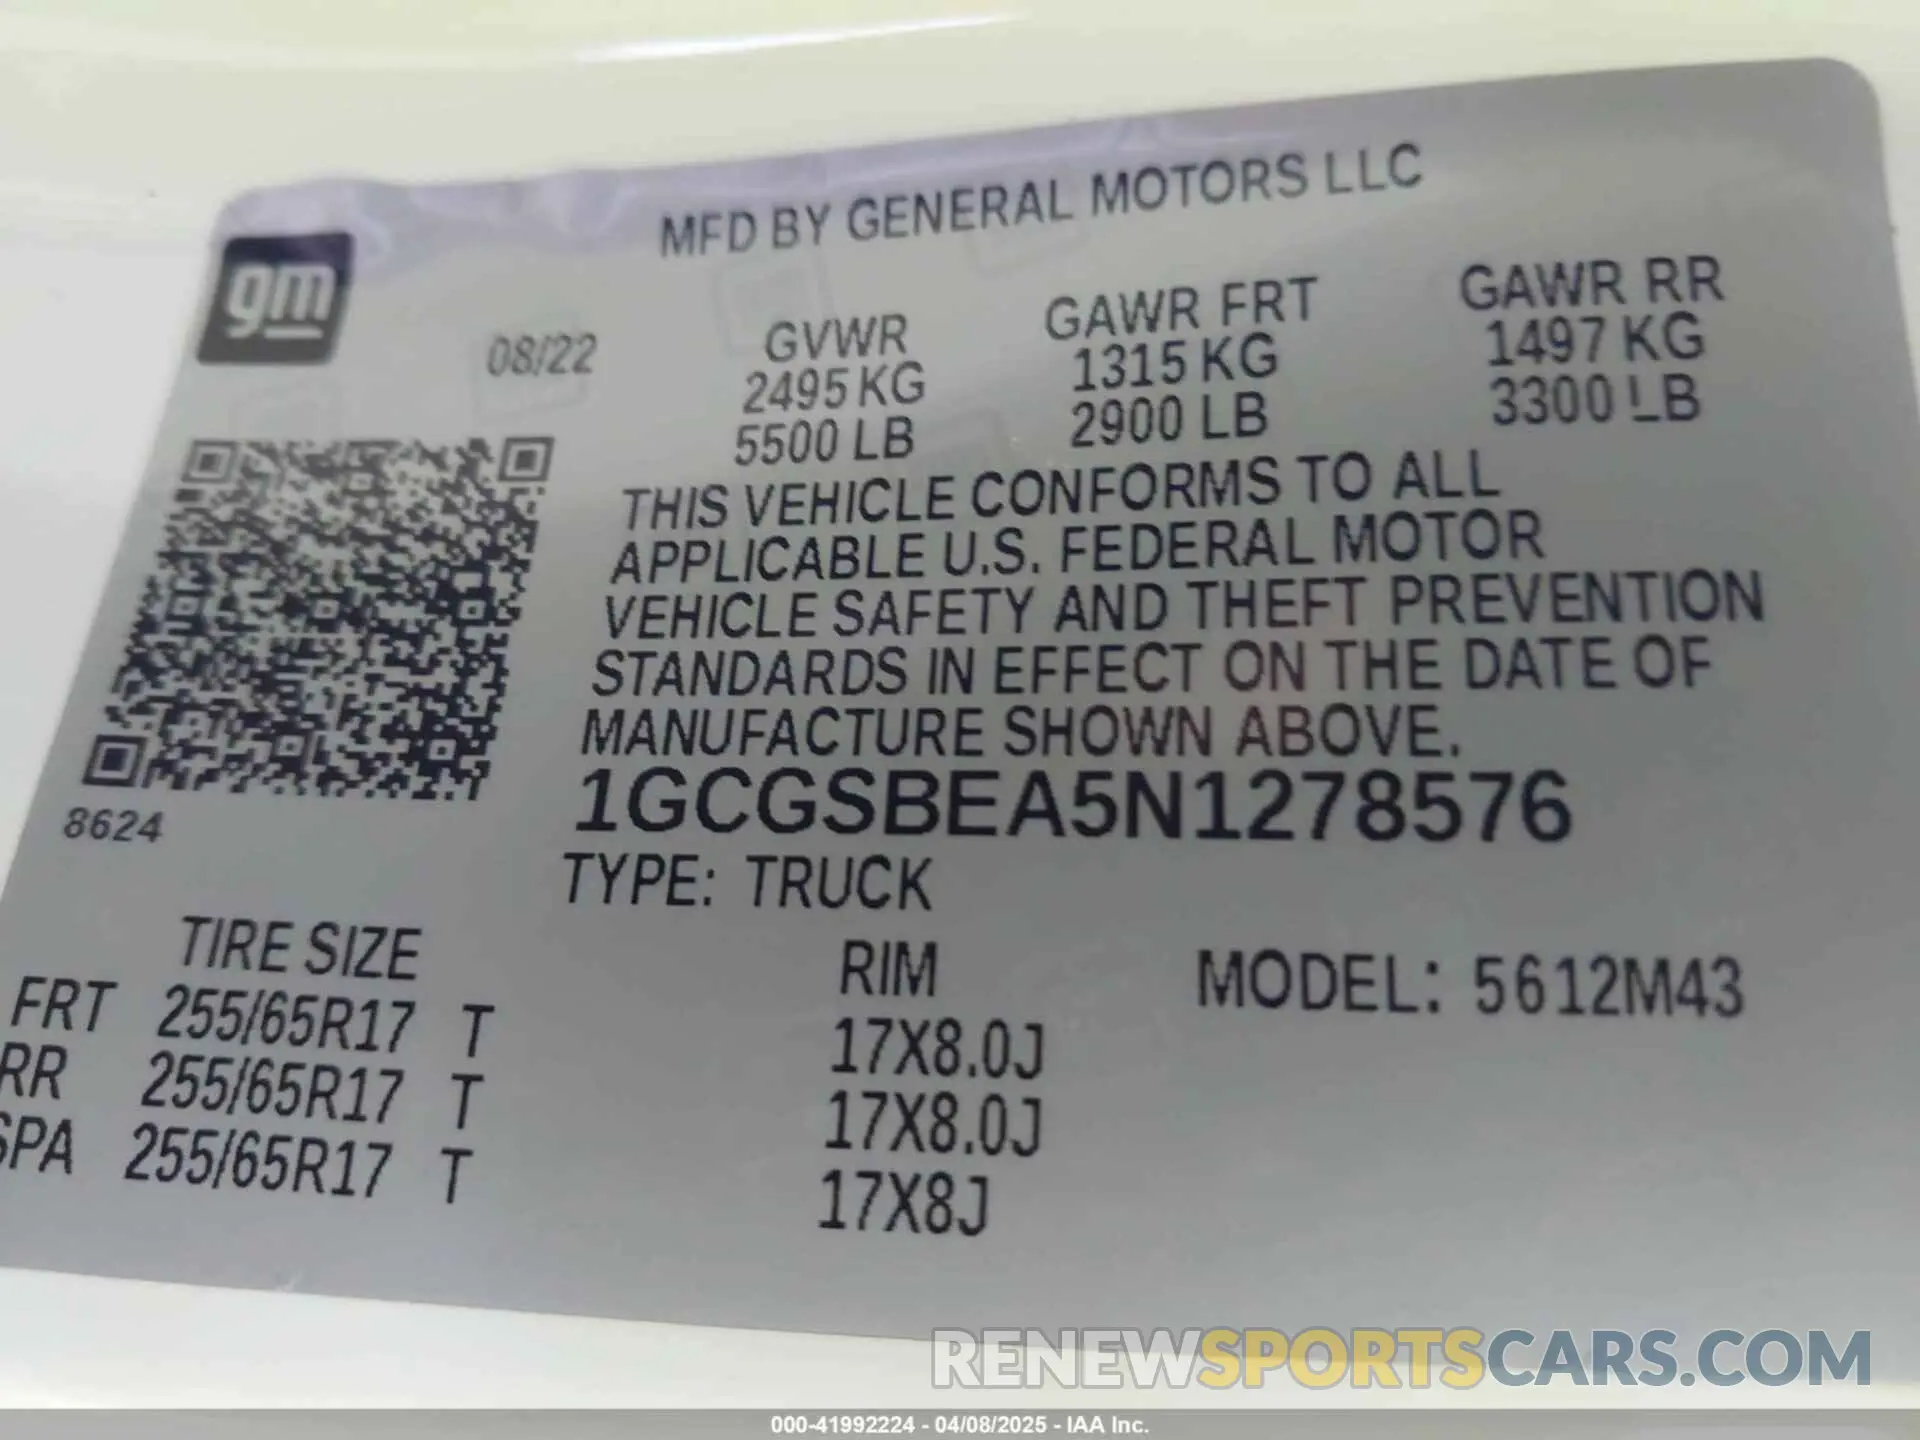 MFD BY GENERAL MOTORS LLC
gm
08/22
GVWR GAWR FRT GAWR RR
2495 KG 1315 KG 1497 KG
5500 LB 2900 LB 3300 LB
THIS VEHICLE CONFORMS TO ALL
APPLICABLE U.S. FEDERAL MOTOR
VEHICLE SAFETY AND THEFT PREVENTION
STANDARDS IN EFFECT ON THE DATE OF
MANUFACTURE SHOWN ABOVE.
1GCGSBEA5N1278576
8624
TYPE: TRUCK
TIRE SIZE RIM MODEL: 5612M43
FRT 255/65R17 T 17X8.0J
RR 255/65R17 T 17X8.0J
SPA 255/65R17 T 17X8J
RENEWSPORTSCARS.COM
000-41992224 - 04/08/2025 - IAA Inc.